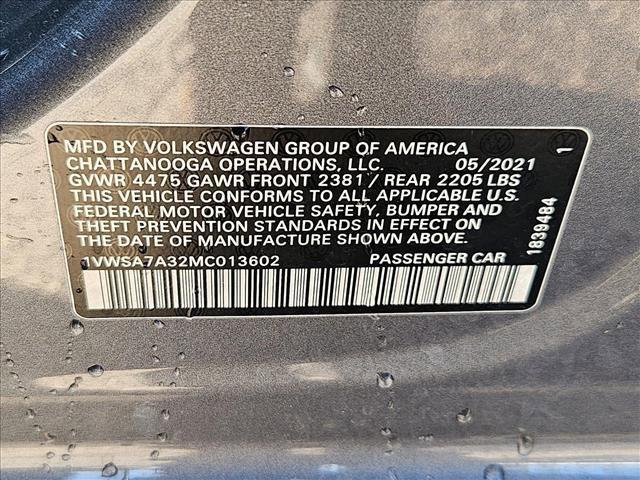 MFD BY VOLKSWAGEN GROUP OF AMERICA
CHATTANOOGA OPERATIONS, LLC. 05/2021
GVWR 4475 GAWR FRONT 2381/ REAR 2205 LBS
THIS VEHICLE CONFORMS TO ALL APPLICABLE U.S.
FEDERAL MOTOR VEHICLE SAFETY, BUMPER AND
THEFT PREVENTION STANDARDS IN EFFECT ON
THE DATE OF MANUFACTURE SHOWN ABOVE.
1VWSA7A32MC013602 PASSENGER CAR
1
1839484